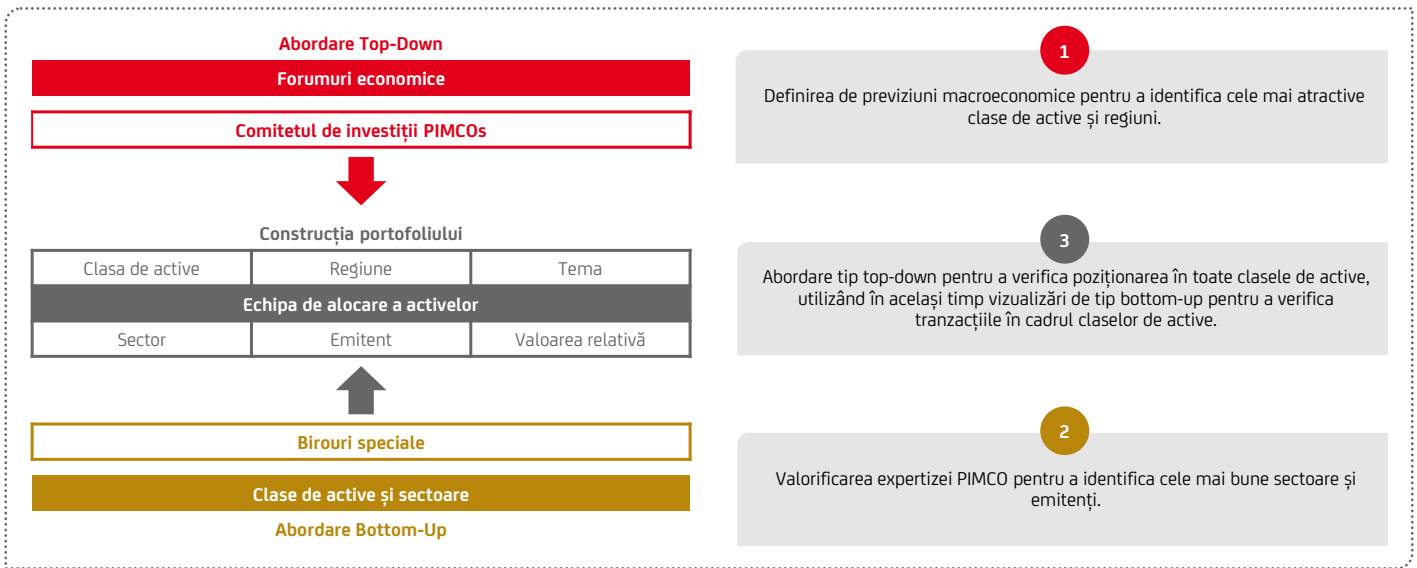 Abordare Top-Down
Forumuri economice
Comitetul de investiții PIMCOs
Construcția portofoliului
Clasa de active Regiune Tema
Echipa de alocare a activelor
Sector Emitent Valoarea relativă
Birouri speciale
Clase de active și sectoare
Abordare Bottom-Up
1
Definirea de previziuni macroeconomice pentru a identifica cele mai atractive
clase de active și regiuni.
3
Abordare tip top-down pentru a verifica poziționarea în toate clasele de active,
utilizând în același timp vizualizări de tip bottom-up pentru a verifica
tranzacțiile în cadrul claselor de active.
2
Valorificarea expertizei PIMCO pentru a identifica cele mai bune sectoare și
emitenți.